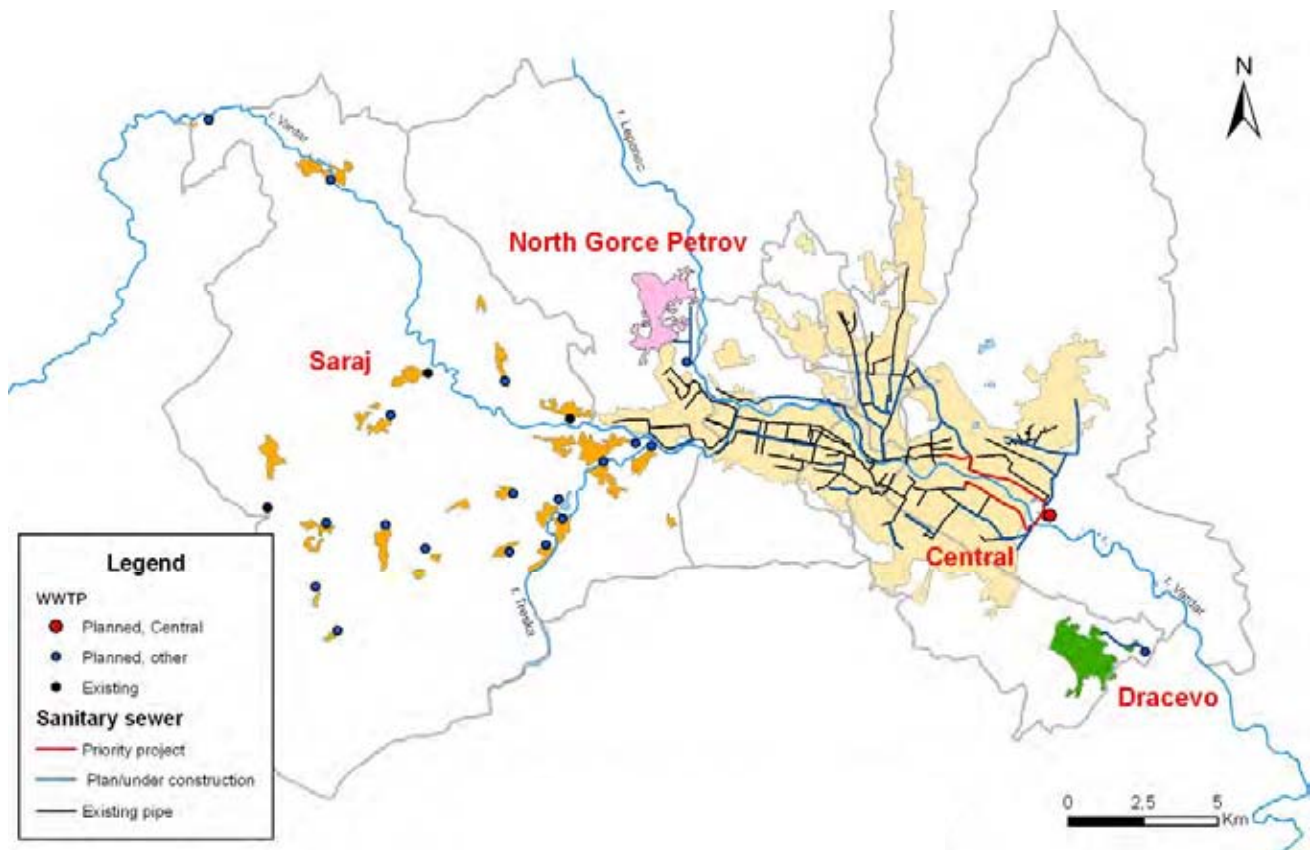 N
r. Vardar
r. Lepenec
North Gorce Petrov
Saraj
Central
r. Treska
r. Vardar
Dracevo
Legend
WWTP
Planned, Central
Planned, other
Existing
Sanitary sewer
Priority project
Plan/under construction
Existing pipe
0 2.5 5
Km